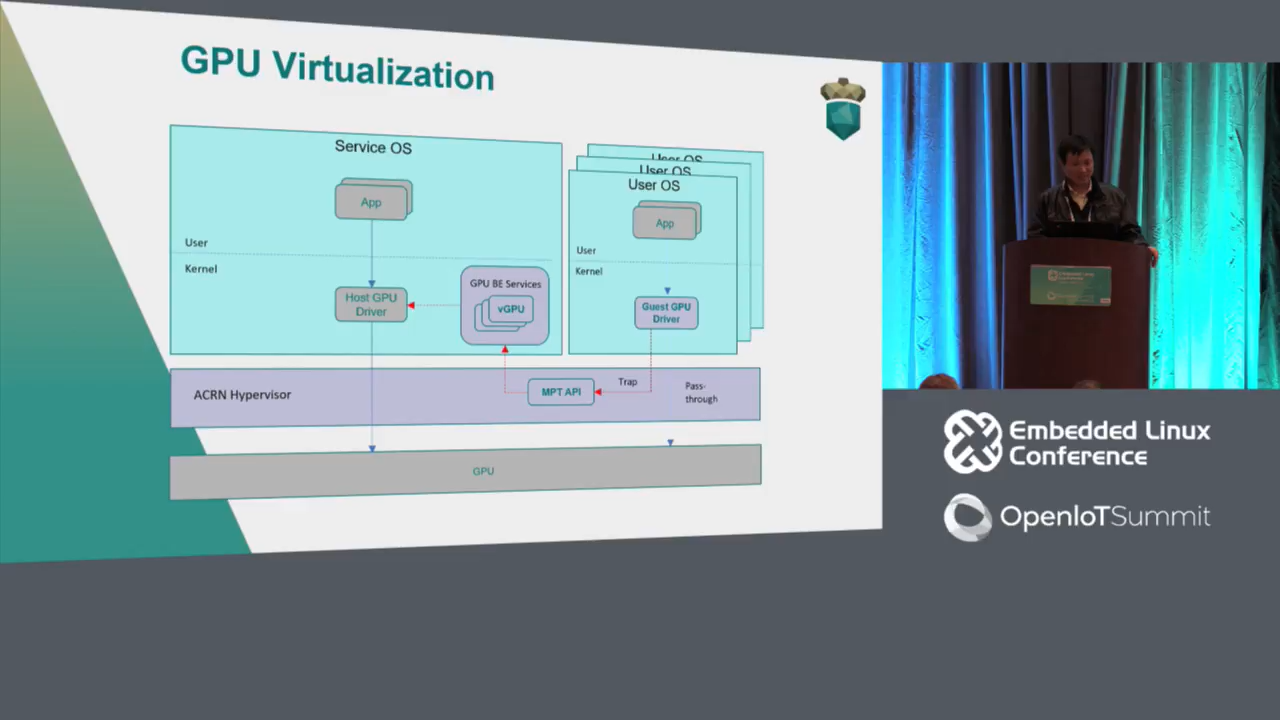 GPU Virtualization
Service OS
App
User
Kernel
Host GPU
Driver
GPU BE Services
vGPU
User OS
User OS
User OS
App
User
Kernel
Guest GPU
Driver
ACRN Hypervisor
MPT API
Trap
Pass-
through
GPU
Embedded Linux
Conference
OpenIoTSummit